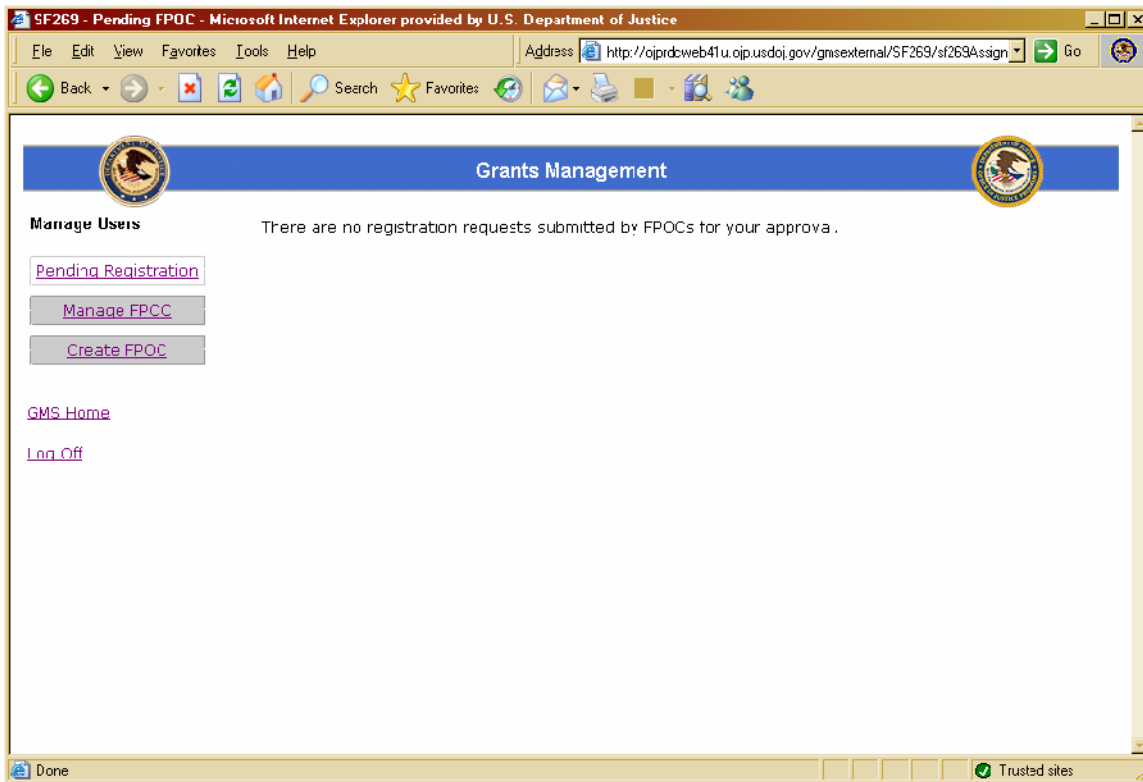 SF269 - Pending FPOC - Microsoft Internet Explorer provided by U.S. Department of Justice
File Edit View Favorites Tools Help Address http://ojprdcweb41u.ojp.usdoj.gov/gmsexternal/SF269/sf269Assign Go
Back Search Favorites
Grants Management
Manage Users
There are no registration requests submitted by FPOCs for your approval.
Pending Registration
Manage FPOC
Create FPOC
GMS Home
Log Off
Done Trusted sites